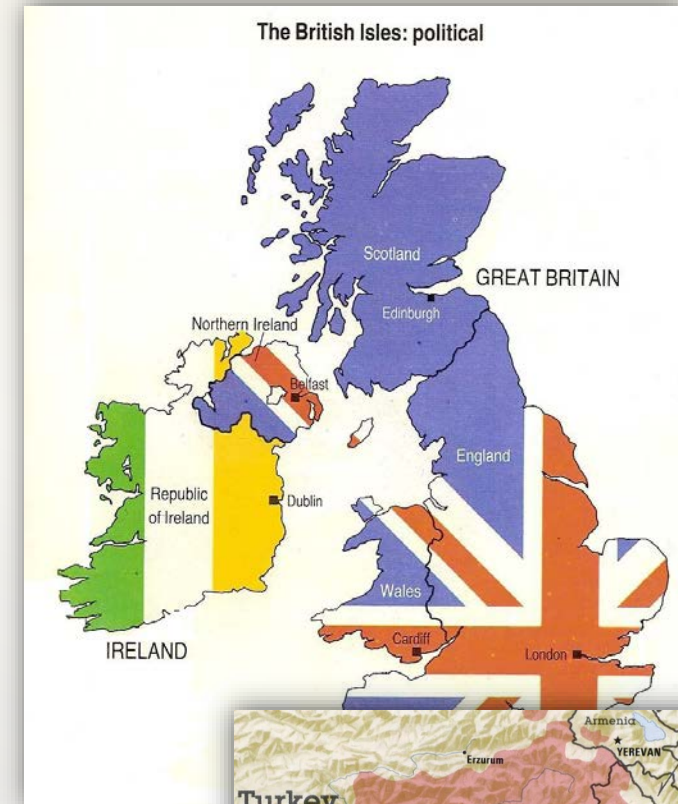 The British Isles: political
Scotland
GREAT BRITAIN
Edinburgh
Northern Ireland
Belfast
England
Republic
of Ireland
Dublin
Wales
IRELAND
Cardiff
London
Armenia
YEREVAN
Erzurum
Turkey